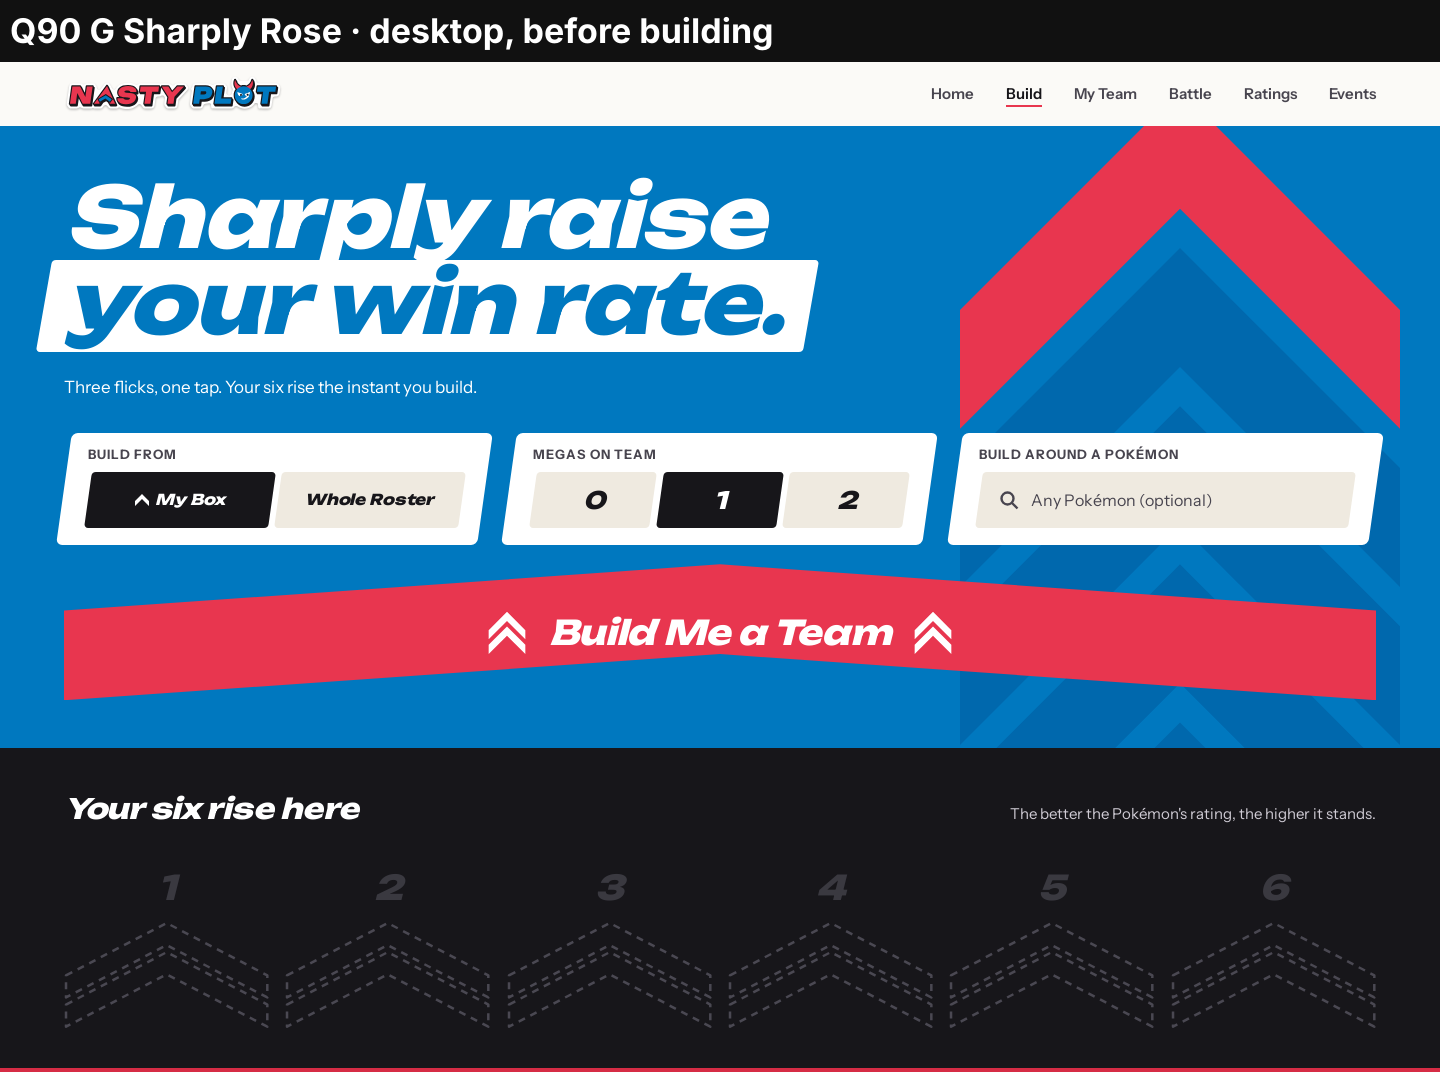 Q90 G Sharply Rose · desktop, before building
NASTY PLOT
Home Build My Team Battle Ratings Events
Sharply raise
your win rate.
Three flicks, one tap. Your six rise the instant you build.
BUILD FROM
My Box Whole Roster
MEGAS ON TEAM
0 1 2
BUILD AROUND A POKÉMON
Any Pokémon (optional)
Build Me a Team
Your six rise here
The better the Pokémon's rating, the higher it stands.
1 2 3 4 5 6